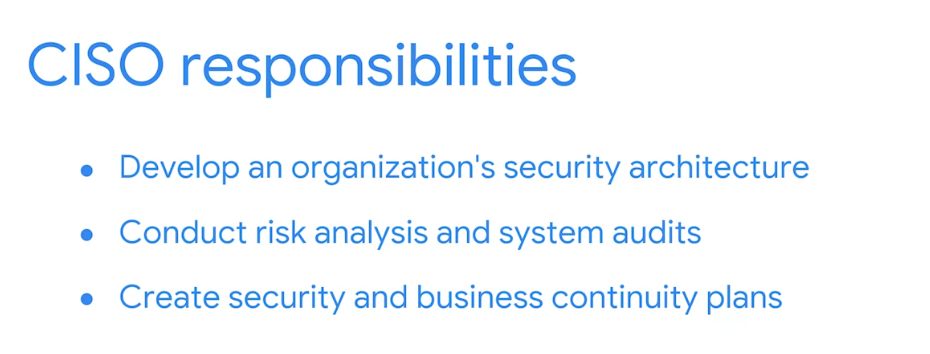 CISO responsibilities
• Develop an organization's security architecture
• Conduct risk analysis and system audits
• Create security and business continuity plans